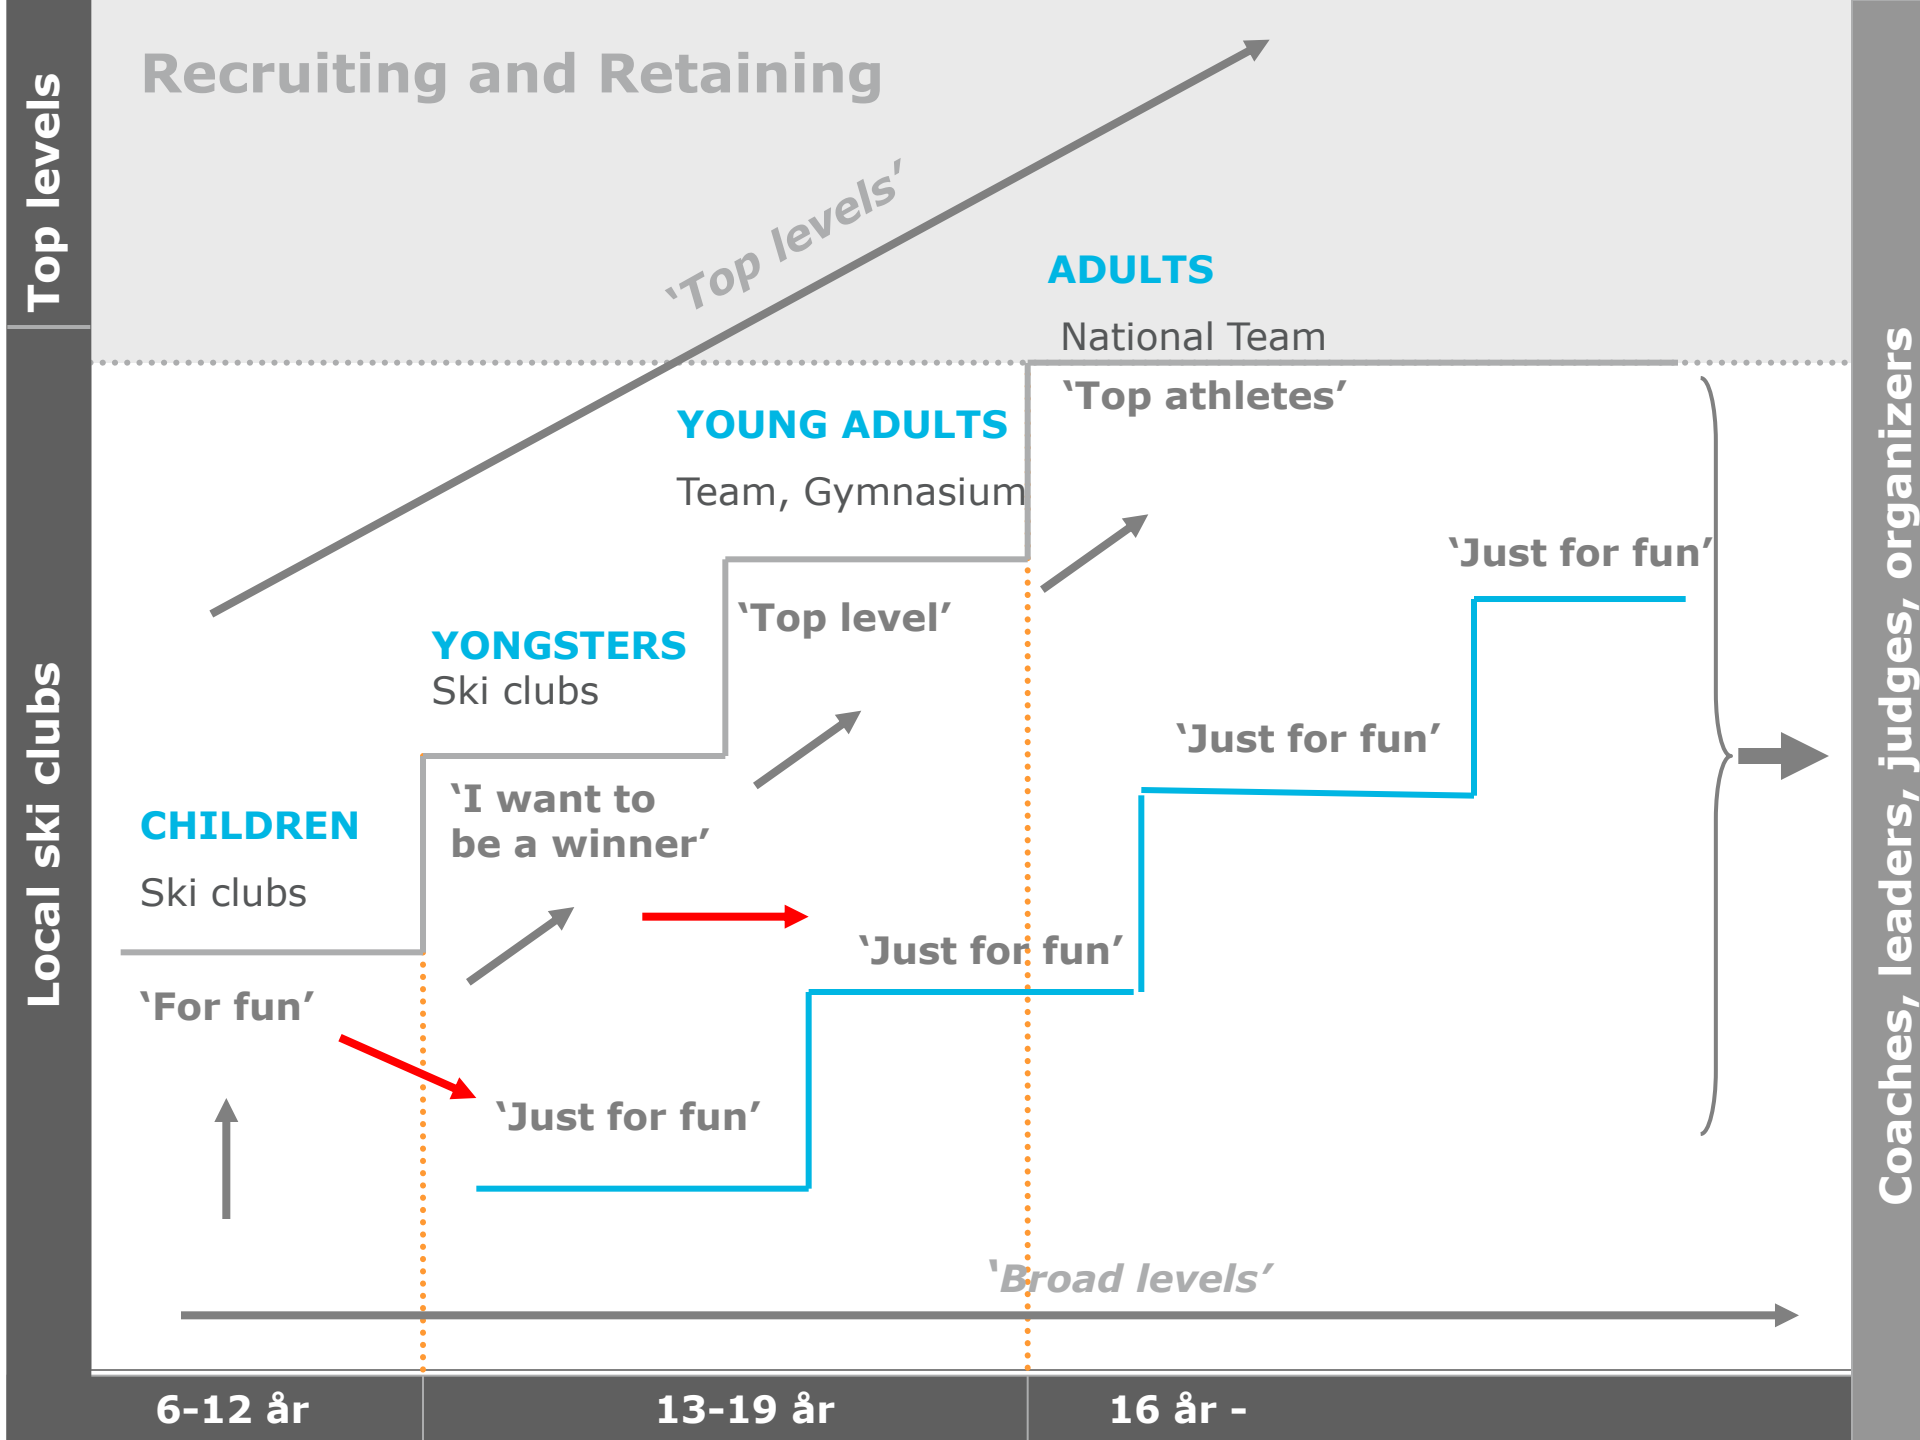 Recruiting and Retaining
Top levels
‘Top levels’
ADULTS
National Team
‘Top athletes’
YOUNG ADULTS
Team, Gymnasium
‘Just for fun’
‘Top level’
YONGSTERS
Ski clubs
‘Just for fun’
‘I want to
be a winner’
CHILDREN
Ski clubs
Local ski clubs
‘Just for fun’
‘For fun’
‘Just for fun’
‘Broad levels’
Coaches, leaders, judges, organizers
6-12 år
13-19 år
16 år -